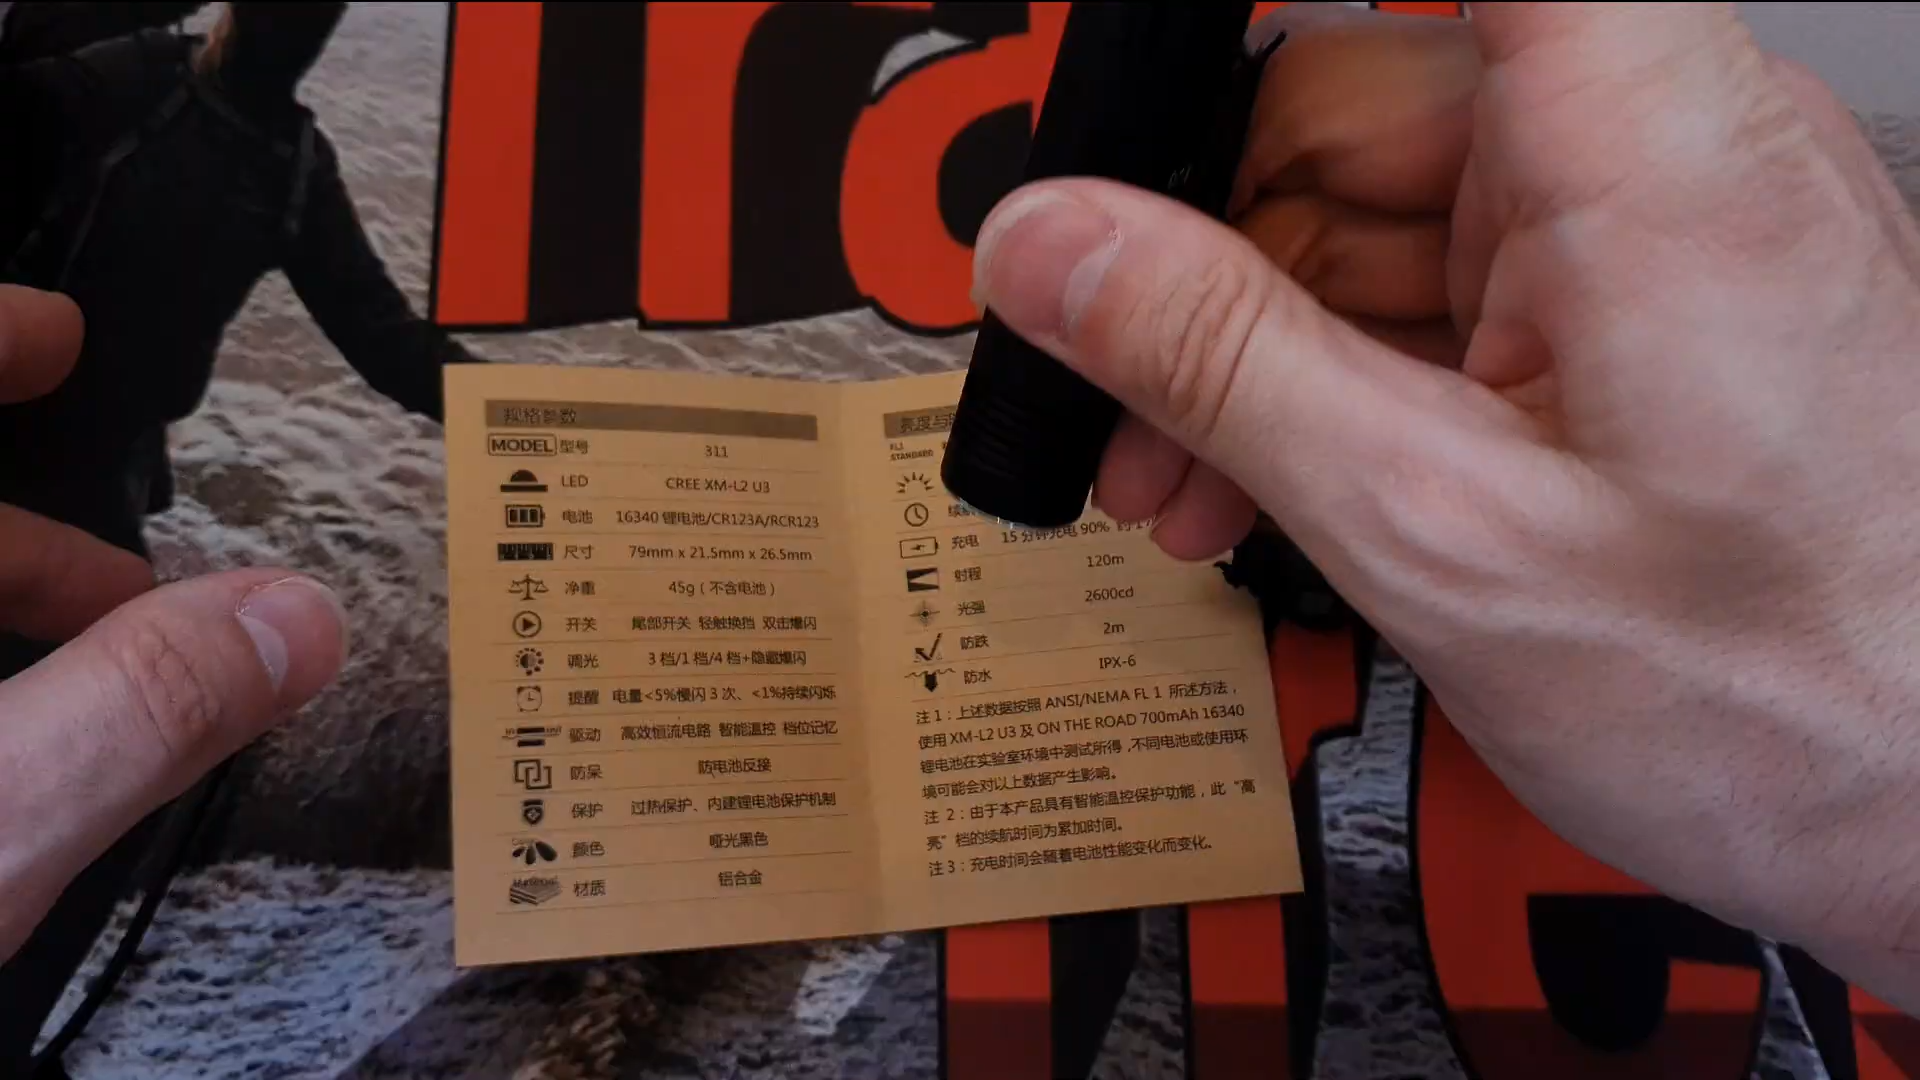 规格参数
MODEL 型号 311
LED CREE XM-L2 U3
电池 16340 锂电池/CR123A/RCR123
尺寸 79mm x 21.5mm x 26.5mm
净重 45g（不含电池）
开关 尾部开关 轻触换挡 双击爆闪
调光 3 档/1 档/4 档+隐藏爆闪
提醒 电量<5%慢闪 3 次、<1%持续闪烁
驱动 高效恒流电路 智能温控 档位记忆
防呆 防电池反接
保护 过热保护、内建锂电池保护机制
颜色 哑光黑色
材质 铝合金
亮度与
FL1
STANDARD
充电 15 分钟充电 90% 约
射程 120m
光强 2600cd
防跌 2m
防水 IPX-6
注 1：上述数据按照 ANSI/NEMA FL 1 所述方法，
使用 XM-L2 U3 及 ON THE ROAD 700mAh 16340
锂电池在实验室环境中测试所得，不同电池或使用环
境可能会对以上数据产生影响。
注 2：由于本产品具有智能温控保护功能，此“高
亮”档的续航时间为累加时间。
注 3：充电时间会随着电池性能变化而变化。